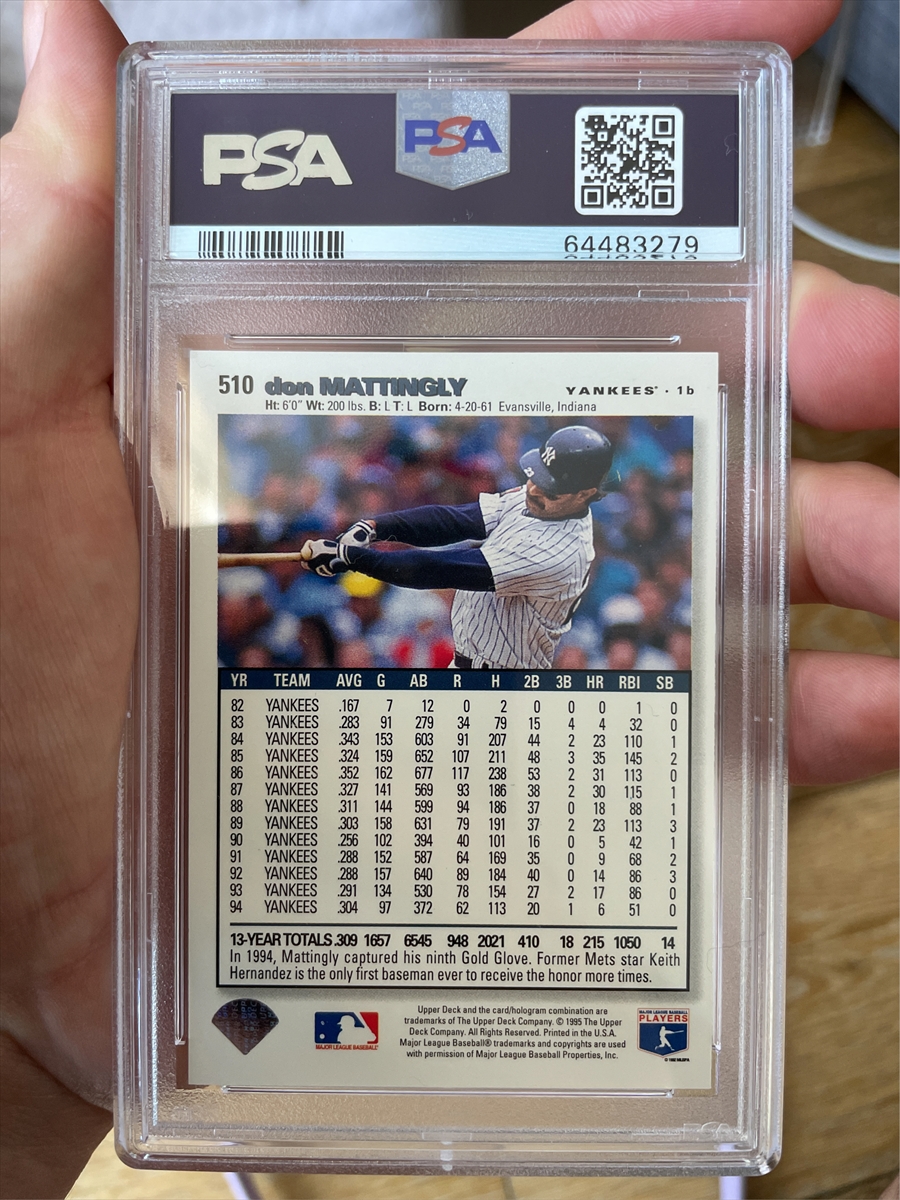 PSA
PSA
64483279
510 don MATTINGLY YANKEES · 1b
Ht: 6'0" Wt: 200 lbs. B: L T: L Born: 4-20-61 Evansville, Indiana
NY
YR TEAM AVG G AB R H 2B 3B HR RBI SB
82 YANKEES .167 7 12 0 2 0 0 0 1 0
83 YANKEES .283 91 279 34 79 15 4 4 32 0
84 YANKEES .343 153 603 91 207 44 2 23 110 1
85 YANKEES .324 159 652 107 211 48 3 35 145 2
86 YANKEES .352 162 677 117 238 53 2 31 113 0
87 YANKEES .327 141 569 93 186 38 2 30 115 1
88 YANKEES .311 144 599 94 186 37 0 18 88 1
89 YANKEES .303 158 631 79 191 37 2 23 113 3
90 YANKEES .256 102 394 40 101 16 0 5 42 1
91 YANKEES .288 152 587 64 169 35 0 9 68 2
92 YANKEES .288 157 640 89 184 40 0 14 86 3
93 YANKEES .291 134 530 78 154 27 2 17 86 0
94 YANKEES .304 97 372 62 113 20 1 6 51 0
13-YEAR TOTALS .309 1657 6545 948 2021 410 18 215 1050 14
In 1994, Mattingly captured his ninth Gold Glove. Former Mets star Keith
Hernandez is the only first baseman ever to receive the honor more times.
MAJOR LEAGUE BASEBALL
Upper Deck and the card/hologram combination are
trademarks of The Upper Deck Company. © 1995 The Upper
Deck Company. All Rights Reserved. Printed in the U.S.A.
Major League Baseball® trademarks and copyrights are used
with permission of Major League Baseball Properties, Inc.
MAJOR LEAGUE BASEBALL
PLAYERS
PSA